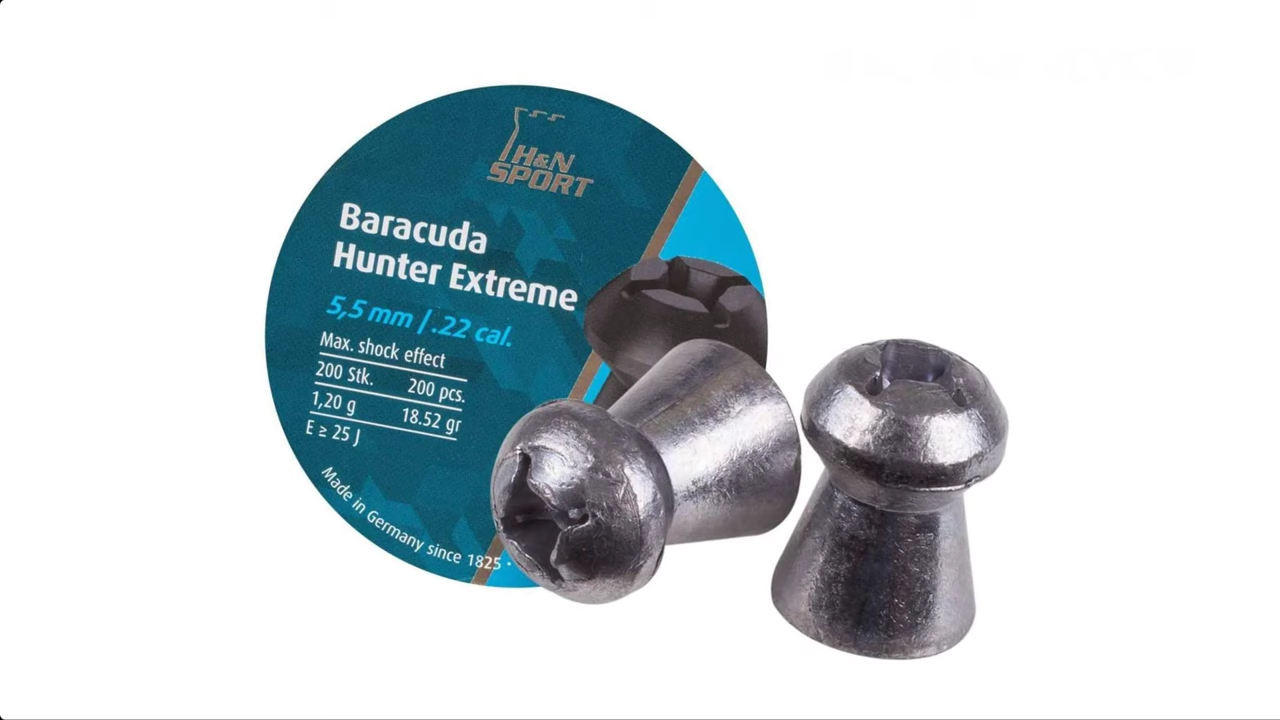 H&N
SPORT
Baracuda
Hunter Extreme
5,5 mm | .22 cal.
Max. shock effect
200 Stk. 200 pcs.
1,20 g 18.52 gr
E ≥ 25 J
Made in Germany since 1825 •